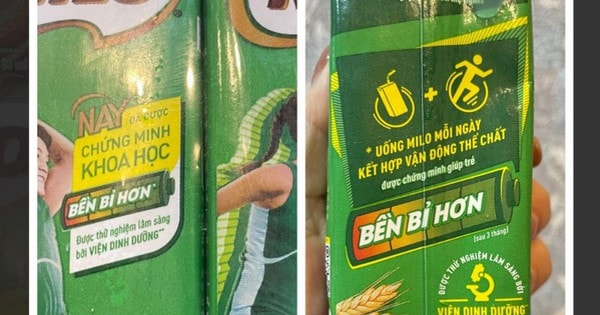 NAY ĐÃ ĐƯỢC
CHỨNG MINH
KHOA HỌC
BỀN BỈ HƠN*
Được thử nghiệm lâm sàng
bởi VIỆN DINH DƯỠNG**
* UỐNG MILO MỖI NGÀY
KẾT HỢP VẬN ĐỘNG THỂ CHẤT
được chứng minh giúp trẻ
BỀN BỈ HƠN*
(sau 3 tháng)
ĐƯỢC THỬ NGHIỆM LÂM SÀNG BỞI
VIỆN DINH DƯỠNG**